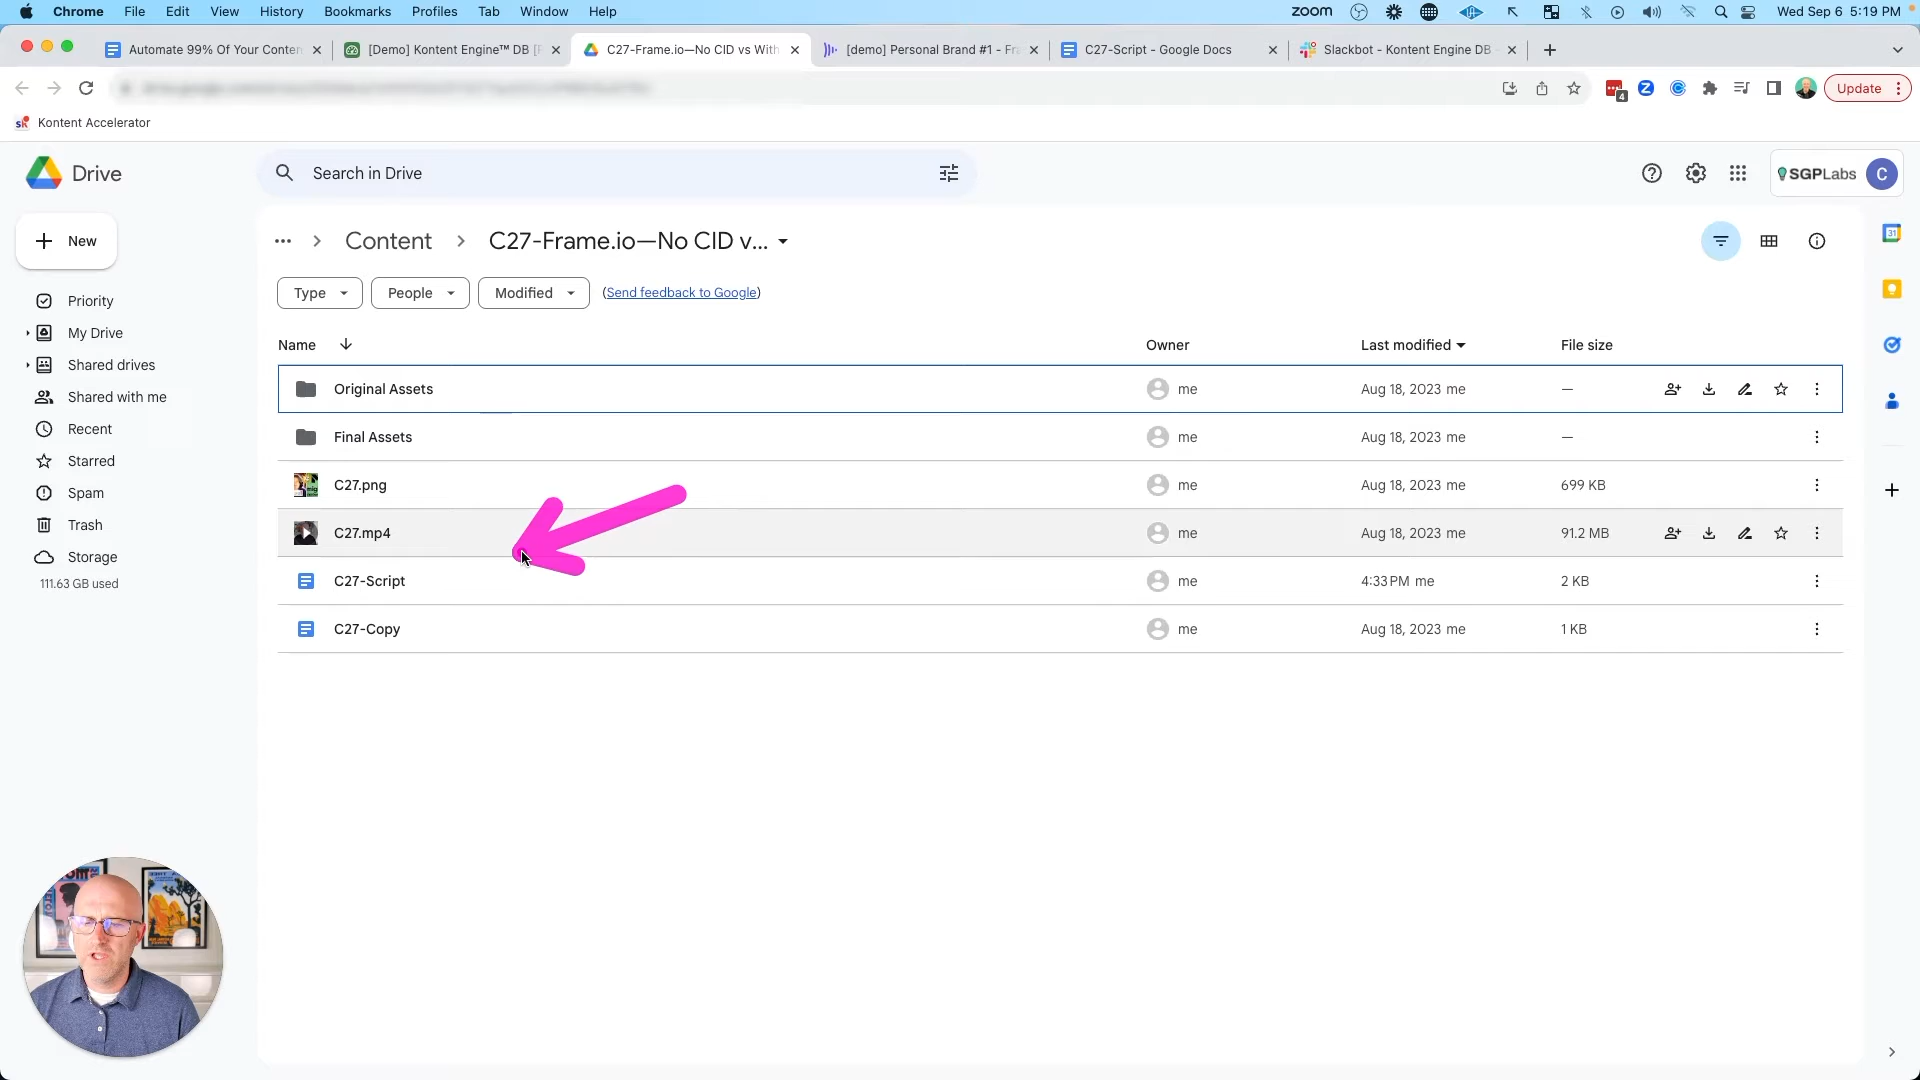 Chrome File Edit View History Bookmarks Profiles Tab Window Help zoom Wed Sep 6 5:19 PM
Automate 99% Of Your Conten [Demo] Kontent Engine™ DB [ C27-Frame.io—No CID vs With [demo] Personal Brand #1 - Fra C27-Script - Google Docs Slackbot - Kontent Engine DB -
4 Update
Kontent Accelerator
Drive
Search in Drive
SGPLabs C
New
Content C27-Frame.io—No CID v...
Type People Modified (Send feedback to Google)
Priority
My Drive
Shared drives
Shared with me
Recent
Starred
Spam
Trash
Storage
111.63 GB used
Name Owner Last modified File size
Original Assets me Aug 18, 2023 me —
Final Assets me Aug 18, 2023 me —
C27.png me Aug 18, 2023 me 699 KB
C27.mp4 me Aug 18, 2023 me 91.2 MB
C27-Script me 4:33 PM me 2 KB
C27-Copy me Aug 18, 2023 me 1 KB
31